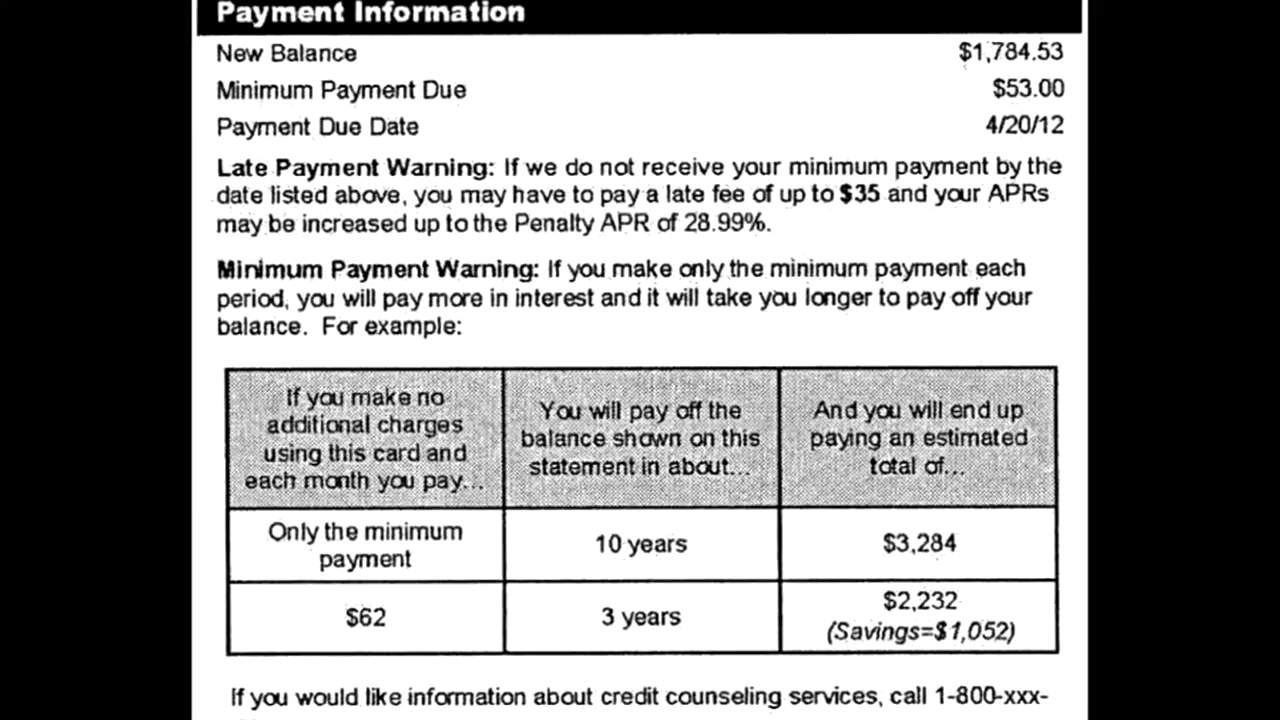 Payment Information
New Balance $1,784.53
Minimum Payment Due $53.00
Payment Due Date 4/20/12
Late Payment Warning: If we do not receive your minimum payment by the
date listed above, you may have to pay a late fee of up to $35 and your APRs
may be increased up to the Penalty APR of 28.99%.
Minimum Payment Warning: If you make only the minimum payment each
period, you will pay more in interest and it will take you longer to pay off your
balance. For example:
If you make no
additional charges
using this card and
each month you pay...
You will pay off the
balance shown on this
statement in about...
And you will end up
paying an estimated
total of...
Only the minimum
payment
10 years
$3,284
$62
3 years
$2,232
(Savings=$1,052)
If you would like information about credit counseling services, call 1-800-xxx-